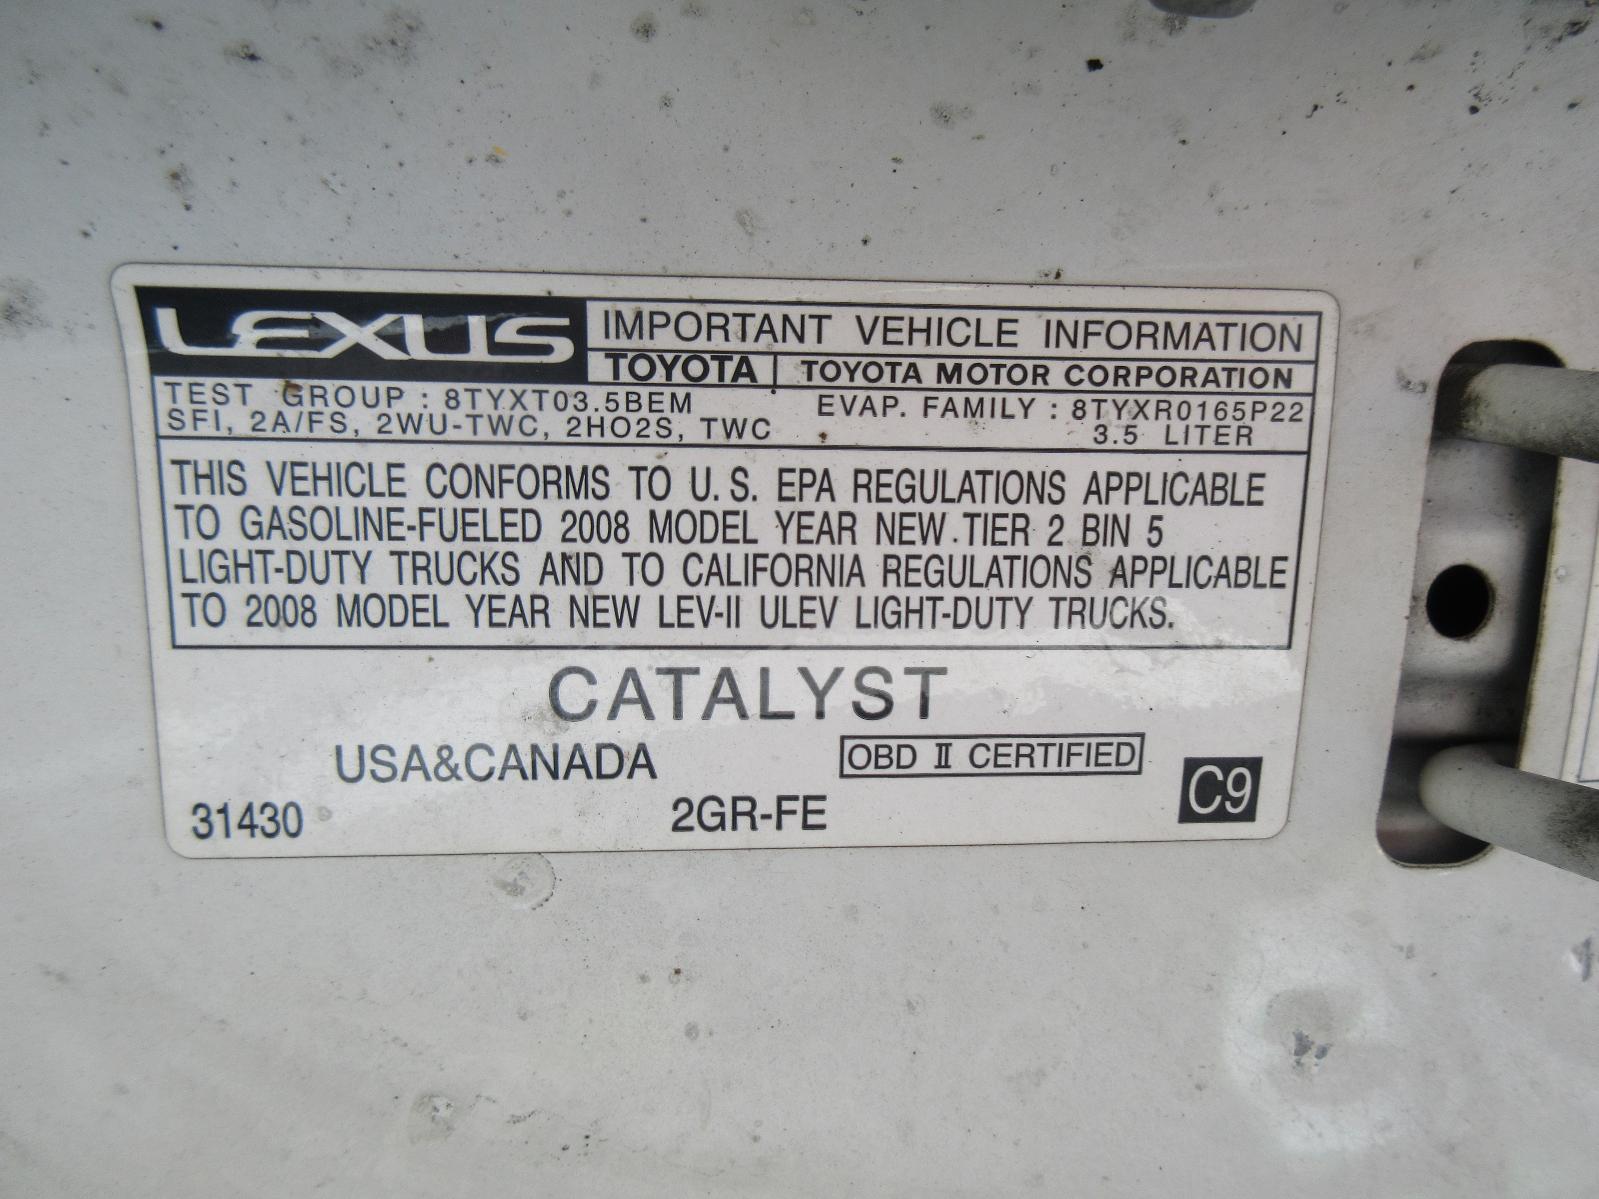 LEXUS IMPORTANT VEHICLE INFORMATION
TOYOTA TOYOTA MOTOR CORPORATION
TEST GROUP : 8TYXT03.5BEM EVAP. FAMILY : 8TYXR0165P22
SFI, 2A/FS, 2WU-TWC, 2HO2S, TWC 3.5 LITER
THIS VEHICLE CONFORMS TO U.S. EPA REGULATIONS APPLICABLE
TO GASOLINE-FUELED 2008 MODEL YEAR NEW TIER 2 BIN 5
LIGHT-DUTY TRUCKS AND TO CALIFORNIA REGULATIONS APPLICABLE
TO 2008 MODEL YEAR NEW LEV-II ULEV LIGHT-DUTY TRUCKS.
CATALYST
USA&CANADA OBD II CERTIFIED
31430 2GR-FE C9